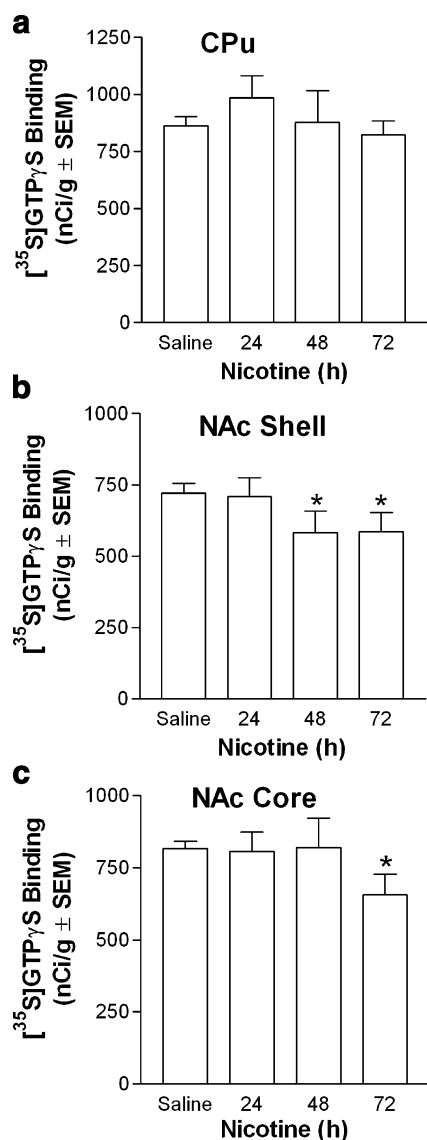 a
CPu
[³⁵S]GTPγS Binding
(nCi/g ± SEM)
1250
1000
750
500
250
0
Saline 24 48 72
Nicotine (h)
b
NAc Shell
[³⁵S]GTPγS Binding
(nCi/g ± SEM)
1000
750
500
250
0
* *
Saline 24 48 72
Nicotine (h)
c
NAc Core
[³⁵S]GTPγS Binding
(nCi/g ± SEM)
1000
750
500
250
0
*
Saline 24 48 72
Nicotine (h)